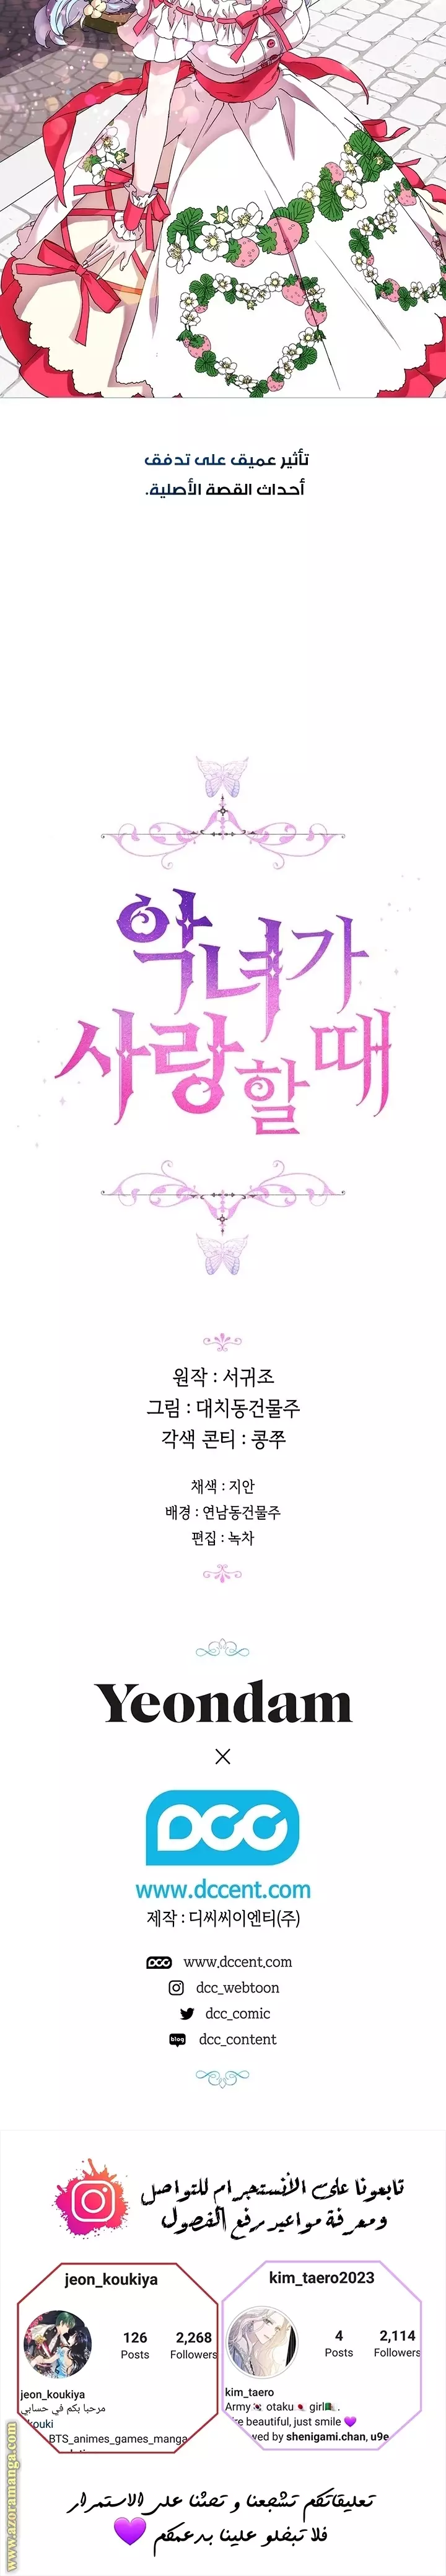 تأثير عميق على تدفق
أحداث القصة الأصلية.
악녀가
사랑할 때
원작 : 서귀조
그림 : 대치동건물주
각색 콘티 : 콩쭈
채색 : 지안
배경 : 연남동건물주
편집 : 녹차
Yeondam
×
DCC
www.dccent.com
제작 : 디씨씨이엔티(주)
DCC www.dccent.com
dcc_webtoon
dcc_comic
blog dcc_content
تابعونا على الأنستجرام للتواصل
ومعرفة مواعيد رفع الفصول
jeon_koukiya
126 2,268
Posts Followers
jeon_koukiya
مرحبا بكم في حسابي
kouki
BTS_animes_games_manga
kim_taero2023
4 2,114
Posts Followers
kim_taero
Army🇰🇷 otaku🇯🇵 girl🇩🇿.
re beautiful, just smile 💜
wed by shenigami.chan, u9e
تعليقاتكم تشجعنا و تحثنا على الاستمرار
فلا تبخلو علينا بدعمكم 💜
www.azoramanga.com